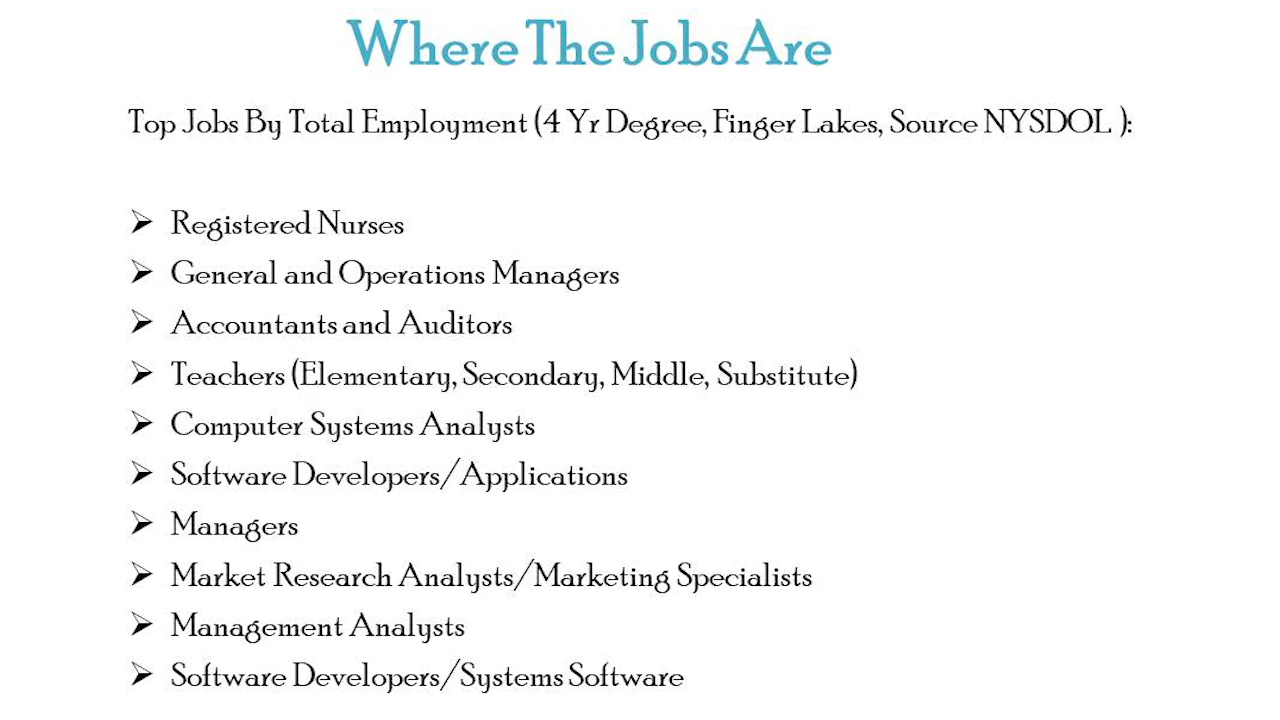 Where The Jobs Are
Top Jobs By Total Employment (4 Yr Degree, Finger Lakes, Source NYSDOL ):
Registered Nurses
General and Operations Managers
Accountants and Auditors
Teachers (Elementary, Secondary, Middle, Substitute)
Computer Systems Analysts
Software Developers/Applications
Managers
Market Research Analysts/Marketing Specialists
Management Analysts
Software Developers/Systems Software